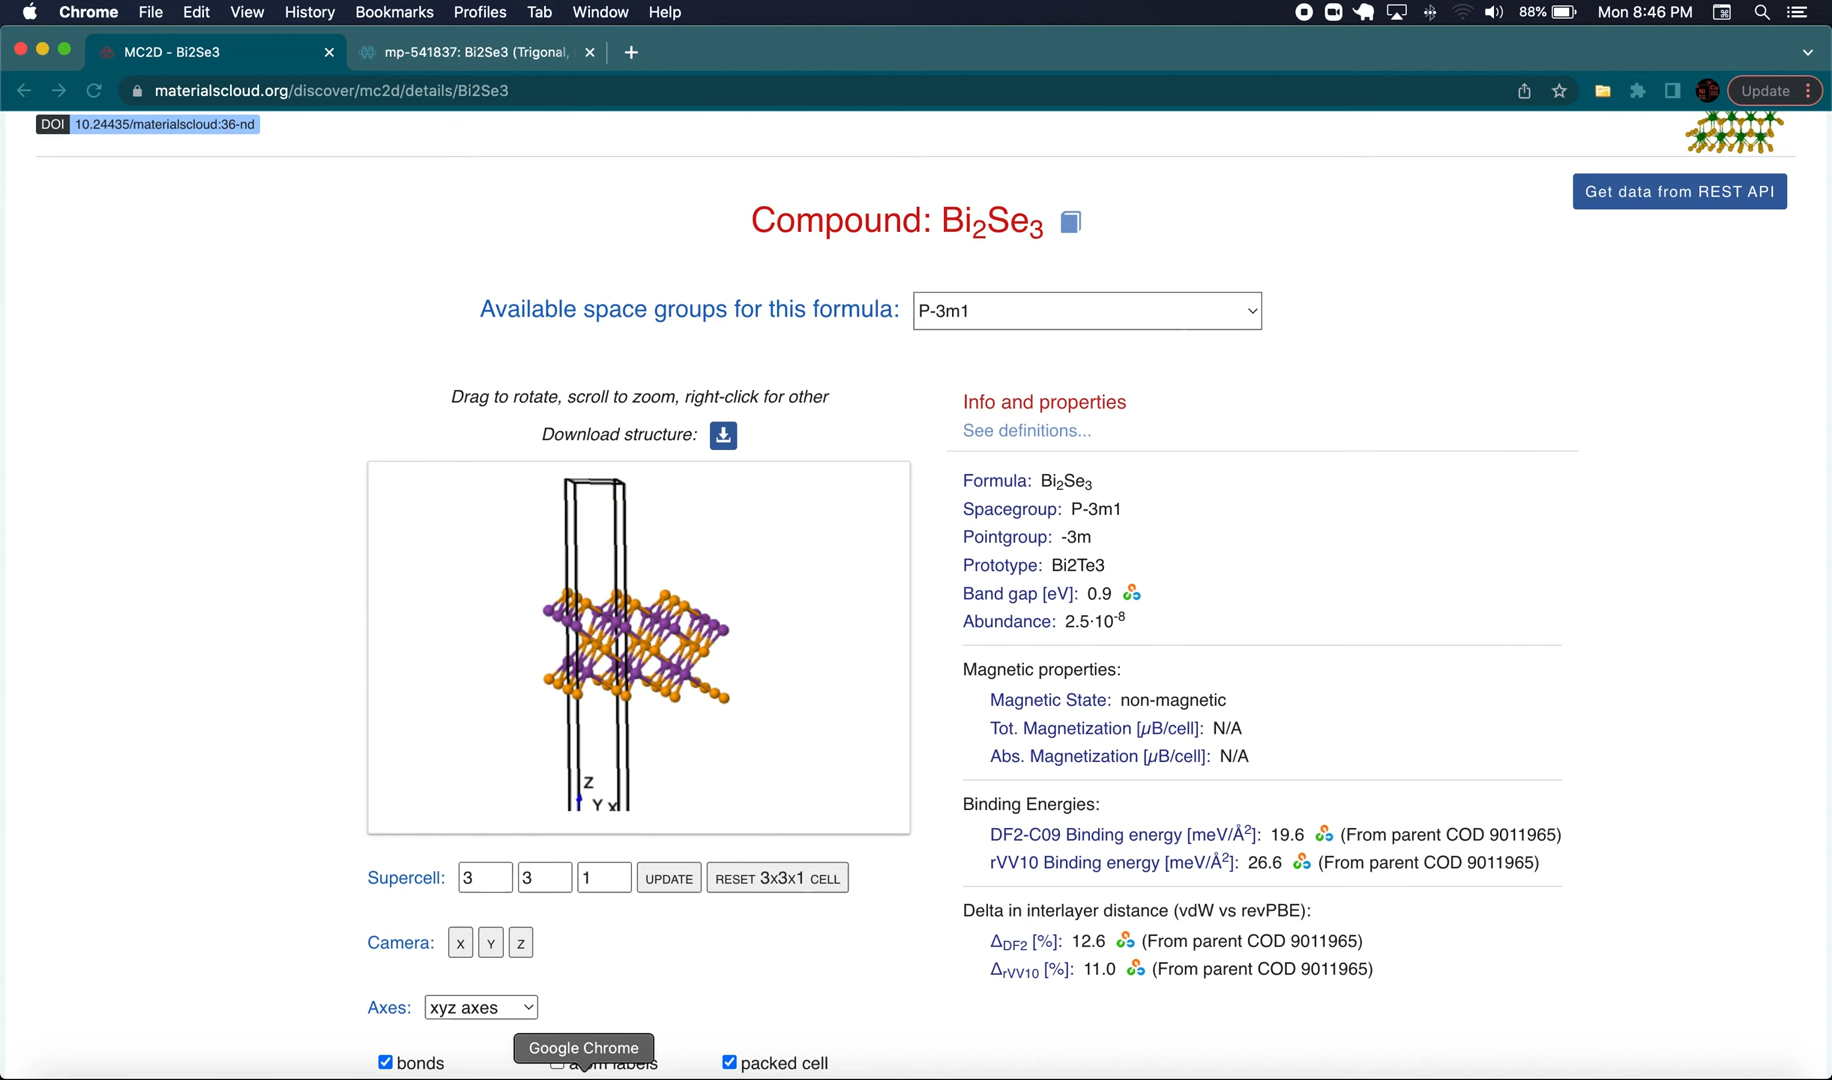 Chrome File Edit View History Bookmarks Profiles Tab Window Help 88% Mon 8:46 PM
MC2D - Bi2Se3 mp-541837: Bi2Se3 (Trigonal,
materialscloud.org/discover/mc2d/details/Bi2Se3 Update
DOI 10.24435/materialscloud:36-nd
Get data from REST API
Compound: Bi₂Se₃
Available space groups for this formula: P-3m1
Drag to rotate, scroll to zoom, right-click for other
Download structure:
Z
Y X
Supercell: 3 3 1 UPDATE RESET 3x3x1 CELL
Camera: X Y Z
Axes: xyz axes
Google Chrome
bonds atom labels packed cell
Info and properties
See definitions...
Formula: Bi₂Se₃
Spacegroup: P-3m1
Pointgroup: -3m
Prototype: Bi2Te3
Band gap [eV]: 0.9
Abundance: 2.5·10⁻⁸
Magnetic properties:
Magnetic State: non-magnetic
Tot. Magnetization [µB/cell]: N/A
Abs. Magnetization [µB/cell]: N/A
Binding Energies:
DF2-C09 Binding energy [meV/Å²]: 19.6 (From parent COD 9011965)
rVV10 Binding energy [meV/Å²]: 26.6 (From parent COD 9011965)
Delta in interlayer distance (vdW vs revPBE):
ΔDF2 [%]: 12.6 (From parent COD 9011965)
ΔrVV10 [%]: 11.0 (From parent COD 9011965)